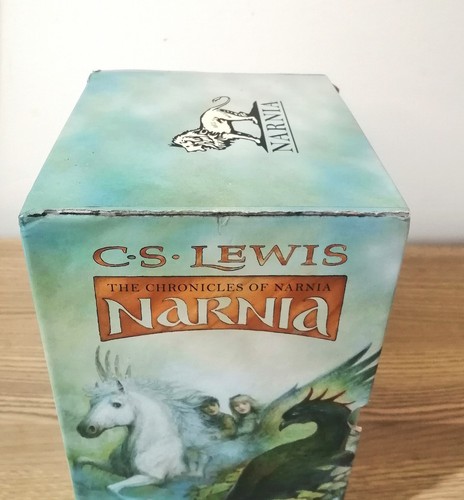 NARNIA
C·S·LEWIS
THE CHRONICLES OF NARNIA
NARNIA